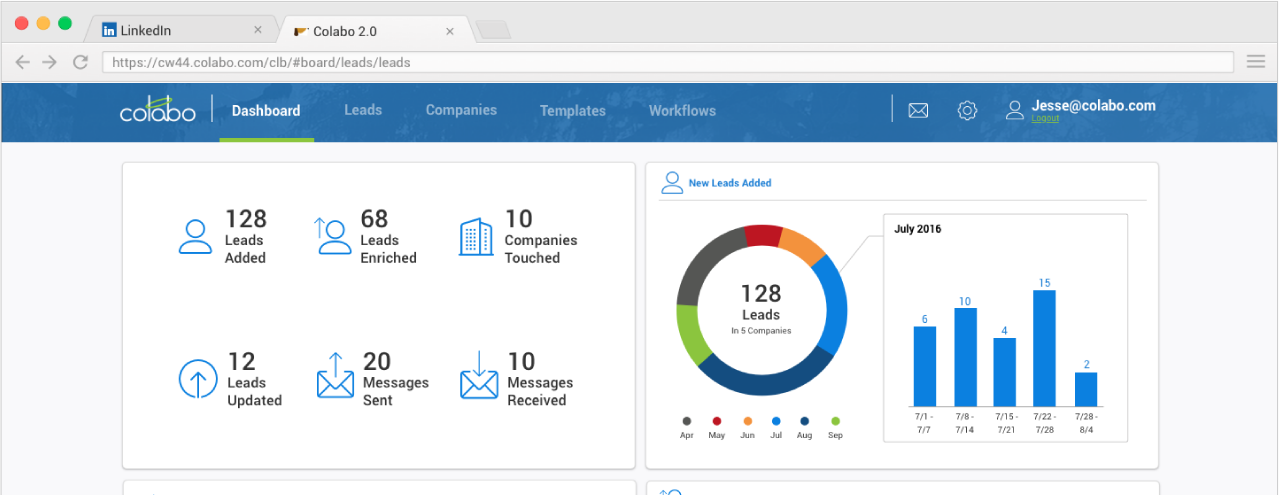 LinkedIn
Colabo 2.0
https://cw44.colabo.com/clb/#board/leads/leads
colabo
Dashboard
Leads
Companies
Templates
Workflows
Jesse@colabo.com
Logout
128
Leads
Added
68
Leads
Enriched
10
Companies
Touched
12
Leads
Updated
20
Messages
Sent
10
Messages
Received
New Leads Added
128
Leads
In 5 Companies
Apr
May
Jun
Jul
Aug
Sep
July 2016
6
10
4
15
2
7/1 -
7/7
7/8 -
7/14
7/15 -
7/21
7/22 -
7/28
7/28 -
8/4